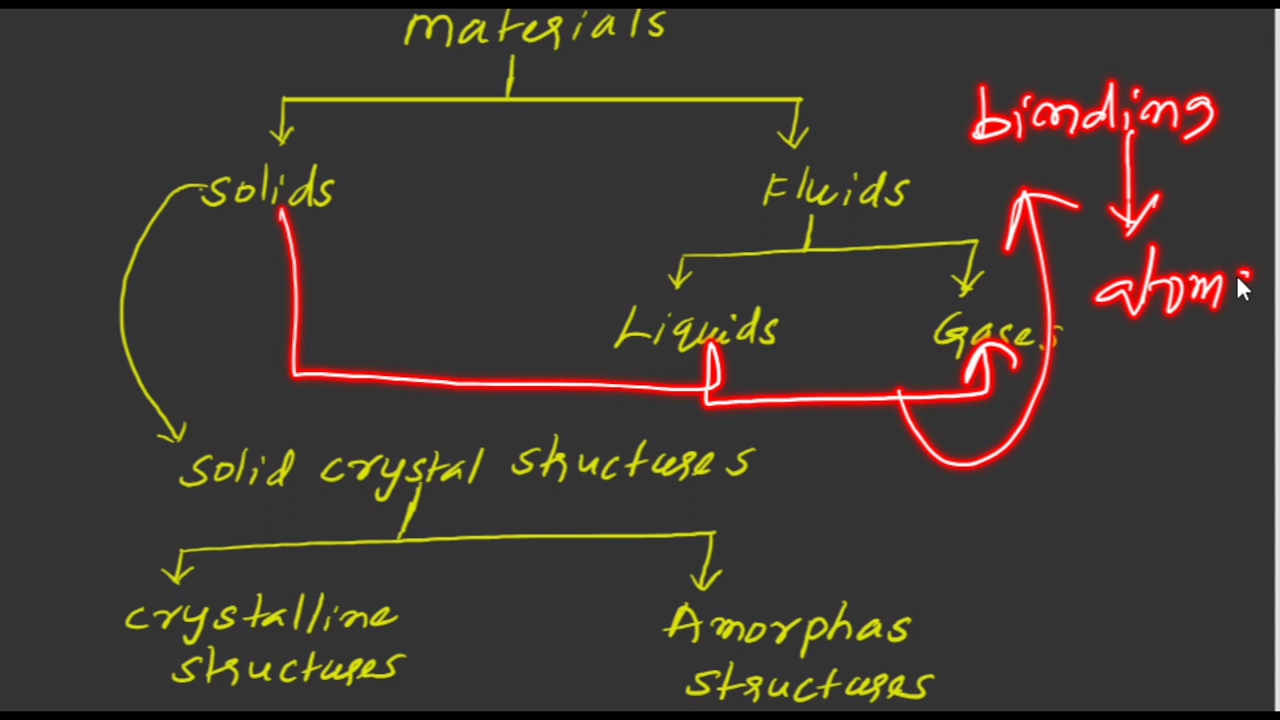 Materials
binding
Solids
Fluids
atom
Liquids
Gases
Solid crystal structures
Crystalline
structures
Amorphas
structures